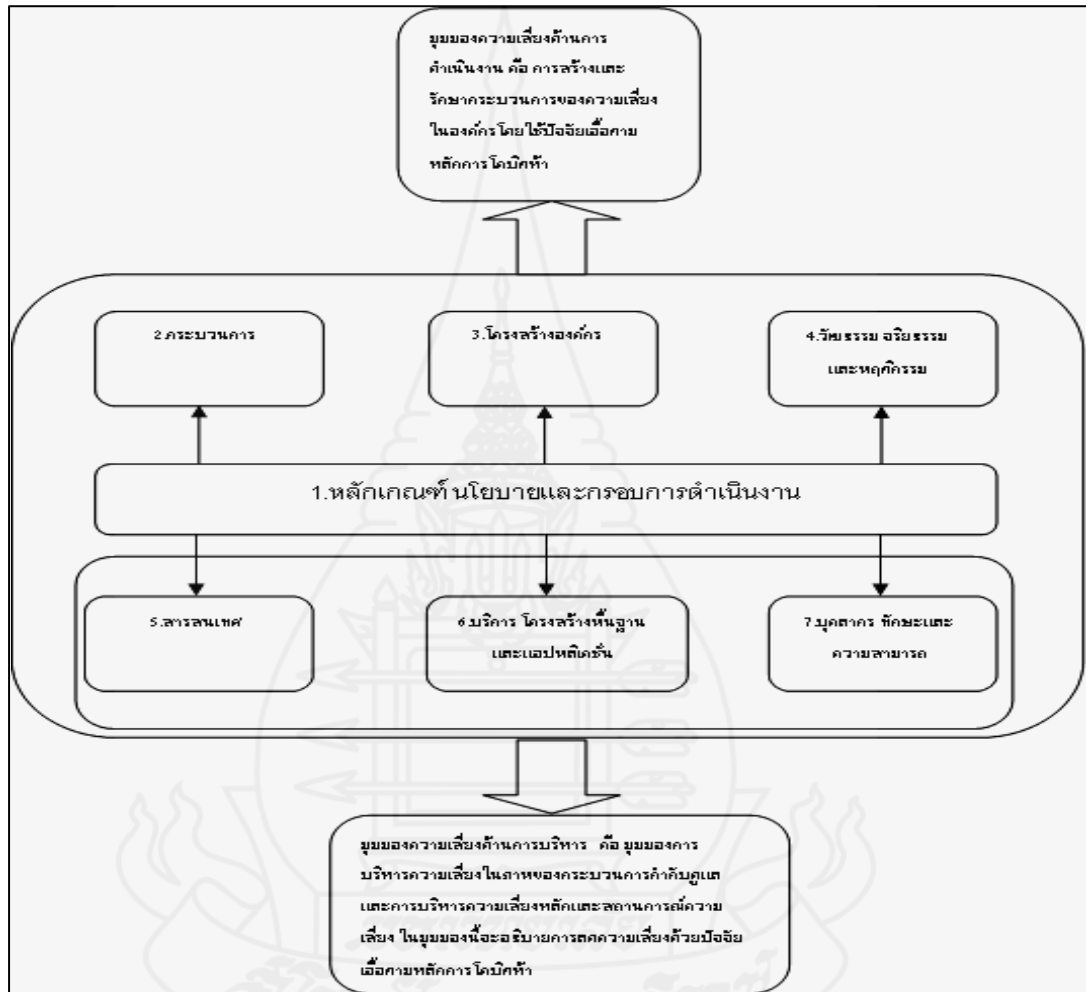 มุมมองความเสี่ยงด้านการ
ดำเนินงาน คือ การสร้างและ
รักษากระบวนการของความเสี่ยง
ในองค์กรโดยใช้ปัจจัยเอื้อตาม
หลักการโคบิตห้า
2.กระบวนการ
3.โครงสร้างองค์กร
4.วัฒธรรม จริยธรรม
และพฤติกรรม
1.หลักเกณฑ์ นโยบายและกรอบการดำเนินงาน
5.สารสนเทศ
6.บริการ โครงสร้างพื้นฐาน
และแอปพลิเคชั่น
7.บุคลากร ทักษะและ
ความสามารถ
มุมมองความเสี่ยงด้านการบริหาร คือ มุมมองการ
บริหารความเสี่ยงในภาพของกระบวนการกำกับดูแล
และการบริหารความเสี่ยงหลักและสถานการณ์ความ
เสี่ยง ในมุมมองนี้จะอธิบายการลดความเสี่ยงด้วยปัจจัย
เอื้อตามหลักการโคบิตห้า